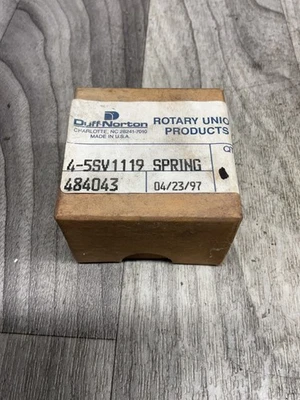 Duff-Norton
CHARLOTTE, NC 28241-7010
MADE IN U.S.A.
ROTARY UNIO
PRODUCTS
4-5SV1119 SPRING
484043 04/23/97